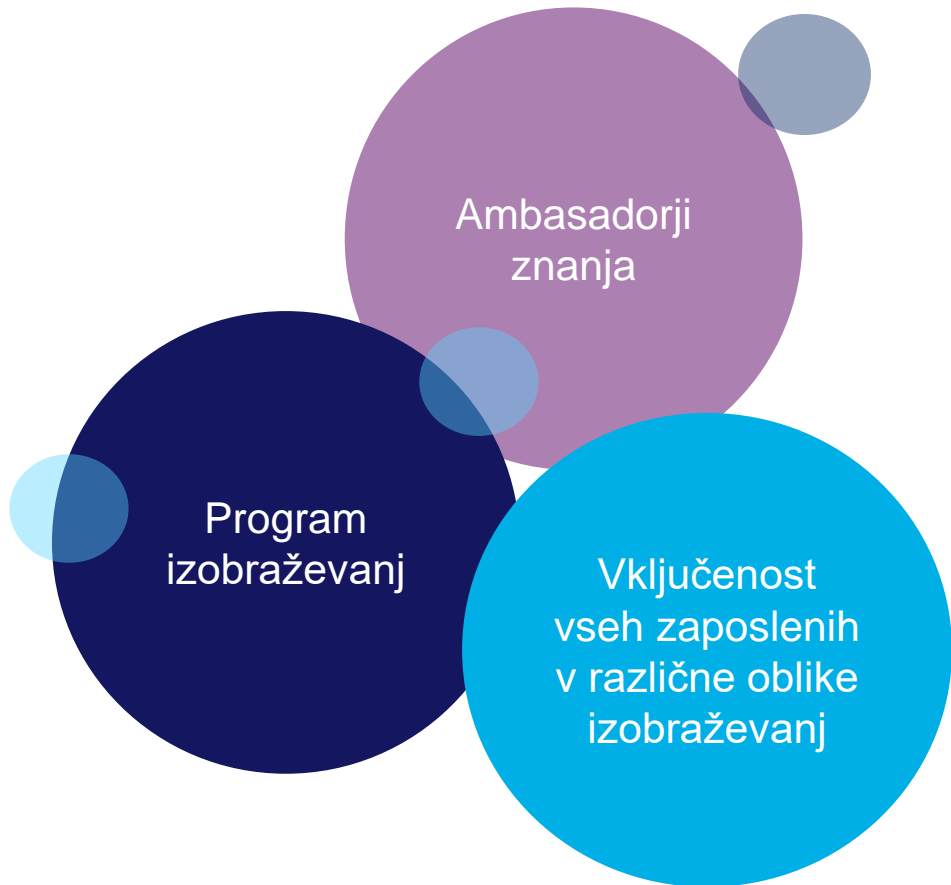 Ambasadorji
znanja
Program
izobraževanj
Vključenost
vseh zaposlenih
v različne oblike
izobraževanj